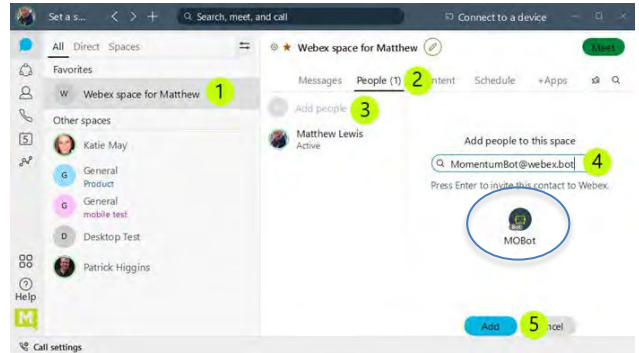 Set a s...
Search, meet, and call
Connect to a device
All Direct Spaces
Webex space for Matthew
Meet
Favorites
W Webex space for Matthew 1
Messages People (1) 2 ntent Schedule +Apps
Add people 3
Other spaces
Matthew Lewis
Active
Katie May
Add people to this space
MomentumBot@webex.bot 4
G General
Product
Press Enter to invite this contact to Webex.
G General
mobile test
Bot
MOBot
D Desktop Test
Patrick Higgins
Help
M
Add 5 ncel
Call settings